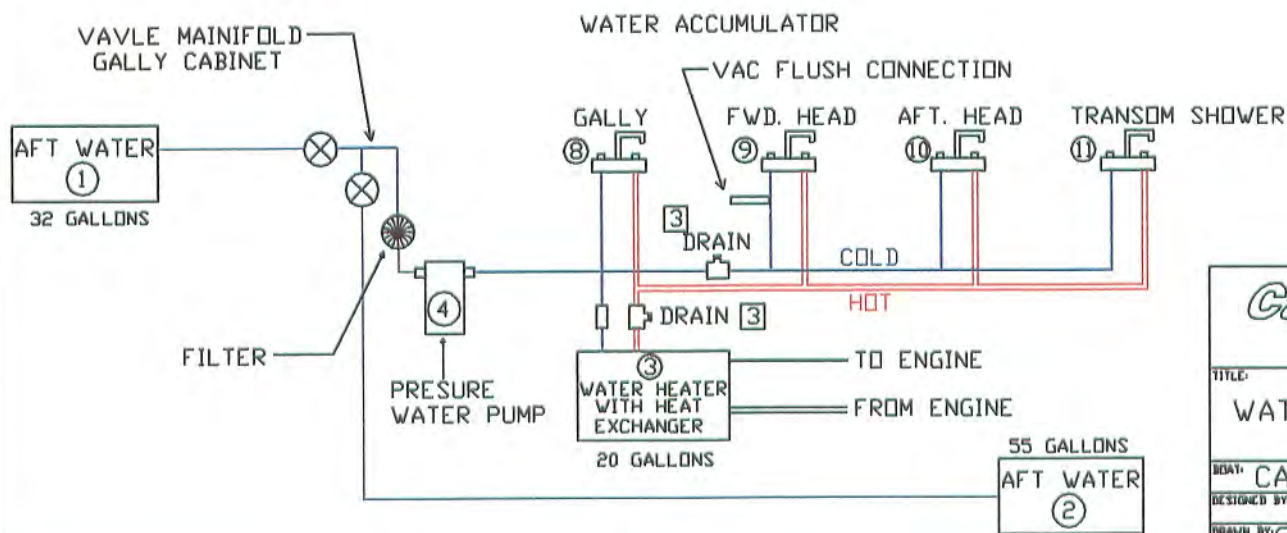 WATER ACCUMULATOR
VAVLE MAINIFOLD
GALLY CABINET
VAC FLUSH CONNECTION
GALLY
8
FWD. HEAD
9
AFT. HEAD
10
TRANSOM SHOWER
11
AFT WATER
1
32 GALLONS
3
DRAIN
COLD
HOT
4
DRAIN 3
FILTER
PRESURE
WATER PUMP
3
WATER HEATER
WITH HEAT
EXCHANGER
20 GALLONS
TO ENGINE
FROM ENGINE
55 GALLONS
AFT WATER
2
TITLE:
BOAT: CA
DESIGNED BY
DRAWN BY: